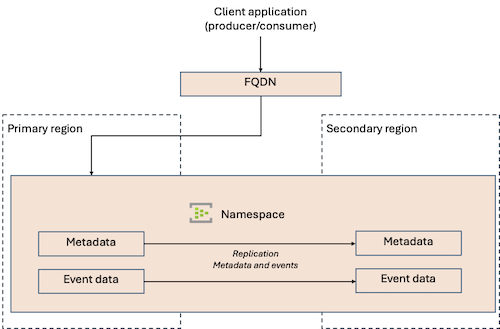 Client application
(producer/consumer)
FQDN
Primary region
Secondary region
Namespace
Metadata
Metadata
Replication
Metadata and events
Event data
Event data